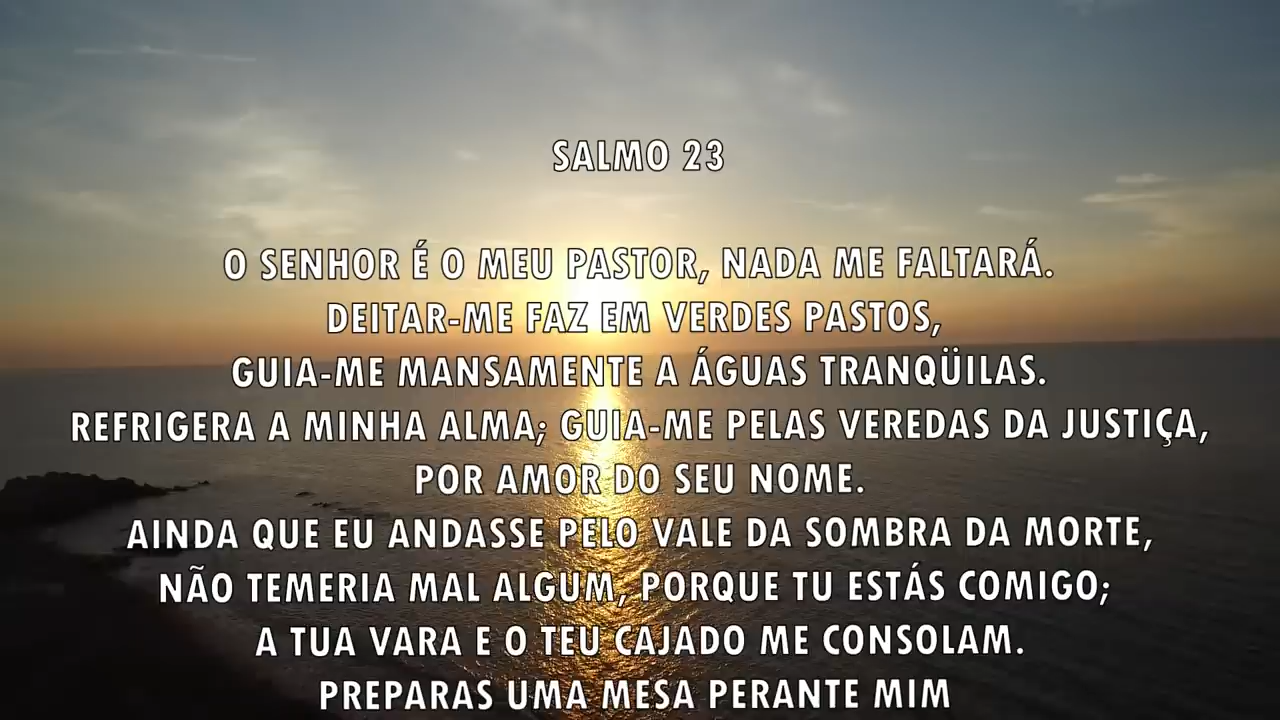 SALMO 23
O SENHOR É O MEU PASTOR, NADA ME FALTARÁ.
DEITAR-ME FAZ EM VERDES PASTOS,
GUIA-ME MANSAMENTE A ÁGUAS TRANQÜILAS.
REFRIGERA A MINHA ALMA; GUIA-ME PELAS VEREDAS DA JUSTIÇA,
POR AMOR DO SEU NOME.
AINDA QUE EU ANDASSE PELO VALE DA SOMBRA DA MORTE,
NÃO TEMERIA MAL ALGUM, PORQUE TU ESTÁS COMIGO;
A TUA VARA E O TEU CAJADO ME CONSOLAM.
PREPARAS UMA MESA PERANTE MIM